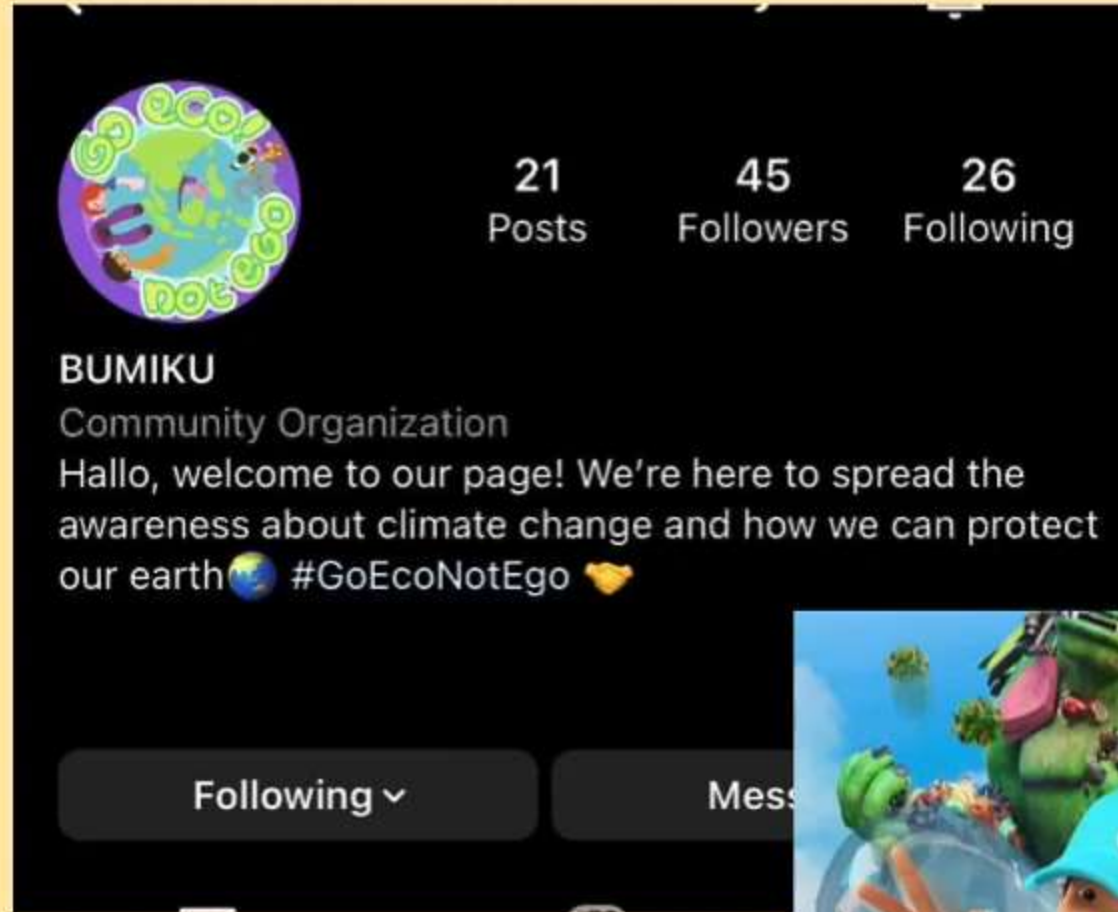 Go eco!
not ego
21 45 26
Posts Followers Following
BUMIKU
Community Organization
Hallo, welcome to our page! We're here to spread the
awareness about climate change and how we can protect
our earth🌏 #GoEcoNotEgo 🤝
Following
Mess